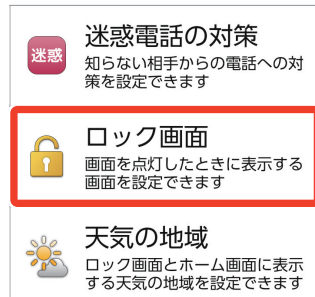 迷惑
迷惑電話の対策
知らない相手からの電話への対
策を設定できます
ロック画面
画面を点灯したときに表示する
画面を設定できます
天気の地域
ロック画面とホーム画面に表示
する天気の地域を設定できます